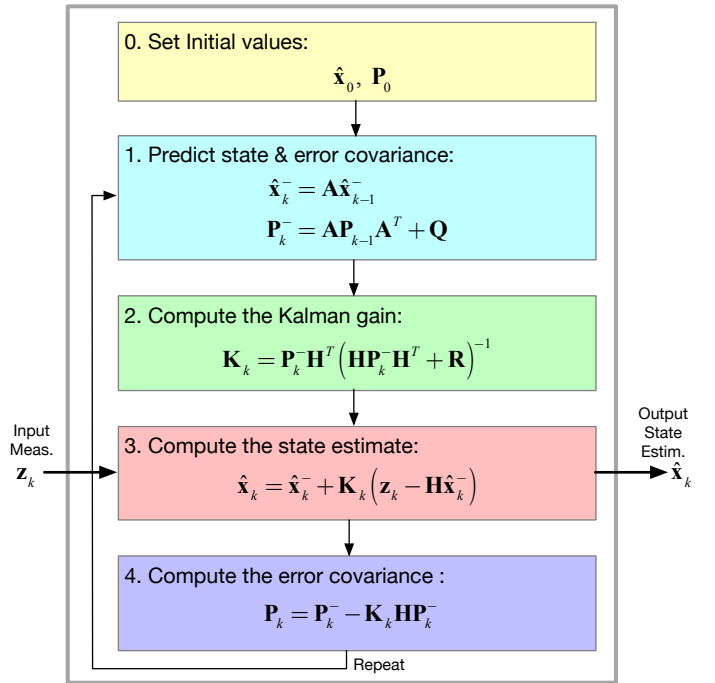 0. Set Initial values:
x̂₀, P₀
1. Predict state & error covariance:
x̂ₖ⁻ = Ax̂ₖ₋₁⁻
Pₖ⁻ = APₖ₋₁Aᵀ + Q
2. Compute the Kalman gain:
Kₖ = Pₖ⁻Hᵀ(HPₖ⁻Hᵀ + R)⁻¹
Input
Meas.
zₖ
3. Compute the state estimate:
x̂ₖ = x̂ₖ⁻ + Kₖ(zₖ − Hx̂ₖ⁻)
Output
State
Estim.
x̂ₖ
4. Compute the error covariance :
Pₖ = Pₖ⁻ − KₖHPₖ⁻
Repeat